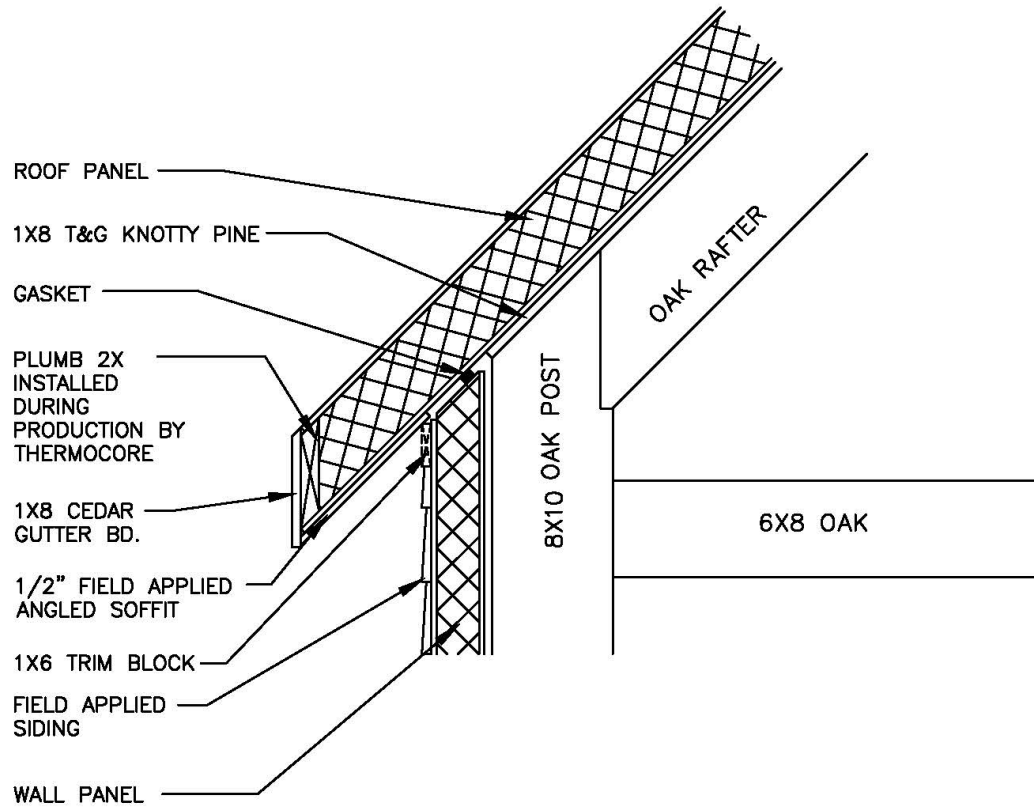 ROOF PANEL
1X8 T&G KNOTTY PINE
GASKET
PLUMB 2X
INSTALLED
DURING
PRODUCTION BY
THERMOCORE
1X8 CEDAR
GUTTER BD.
1/2" FIELD APPLIED
ANGLED SOFFIT
1X6 TRIM BLOCK
FIELD APPLIED
SIDING
WALL PANEL
8X10 OAK POST
OAK RAFTER
6X8 OAK